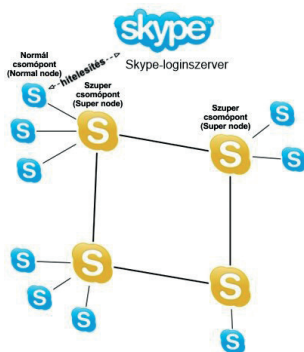 skype
Skype-loginszerver
Normál
csomópont
(Normal node)
hitelesítés
Szuper
csomópont
(Super node)
Szuper
csomópont
(Super node)
S
S
S
S
S
S
S
S
S
S
S
S
S